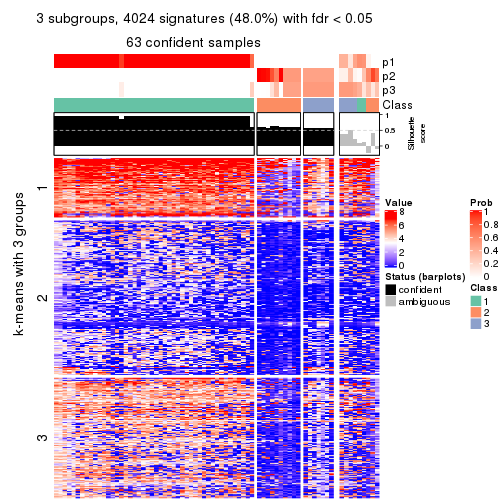 3 subgroups, 4024 signatures (48.0%) with fdr < 0.05
63 confident samples
p1
p2
p3
Class
1
0.5
0
Silhouette
score
k-means with 3 groups
1
2
3
Value
8
6
4
2
0
Status (barplots)
confident
ambiguous
Prob
1
0.8
0.6
0.4
0.2
0
Class
1
2
3